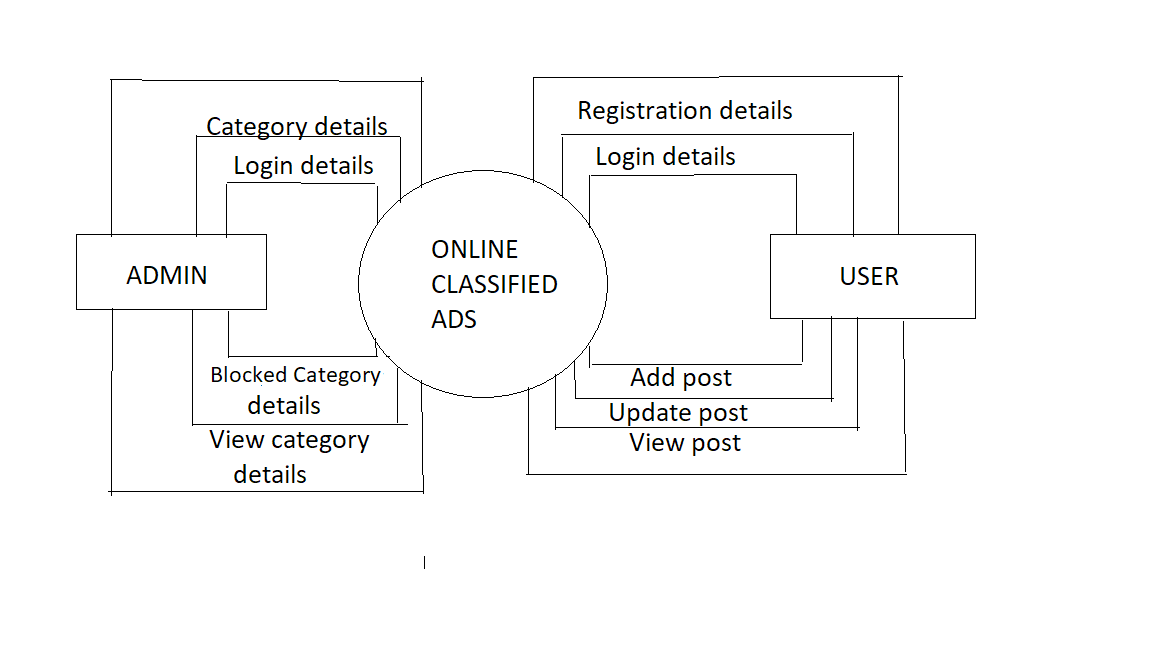 Category details
Login details
Registration details
Login details
ADMIN
ONLINE
CLASSIFIED
ADS
USER
Blocked Category
details
View category
details
Add post
Update post
View post